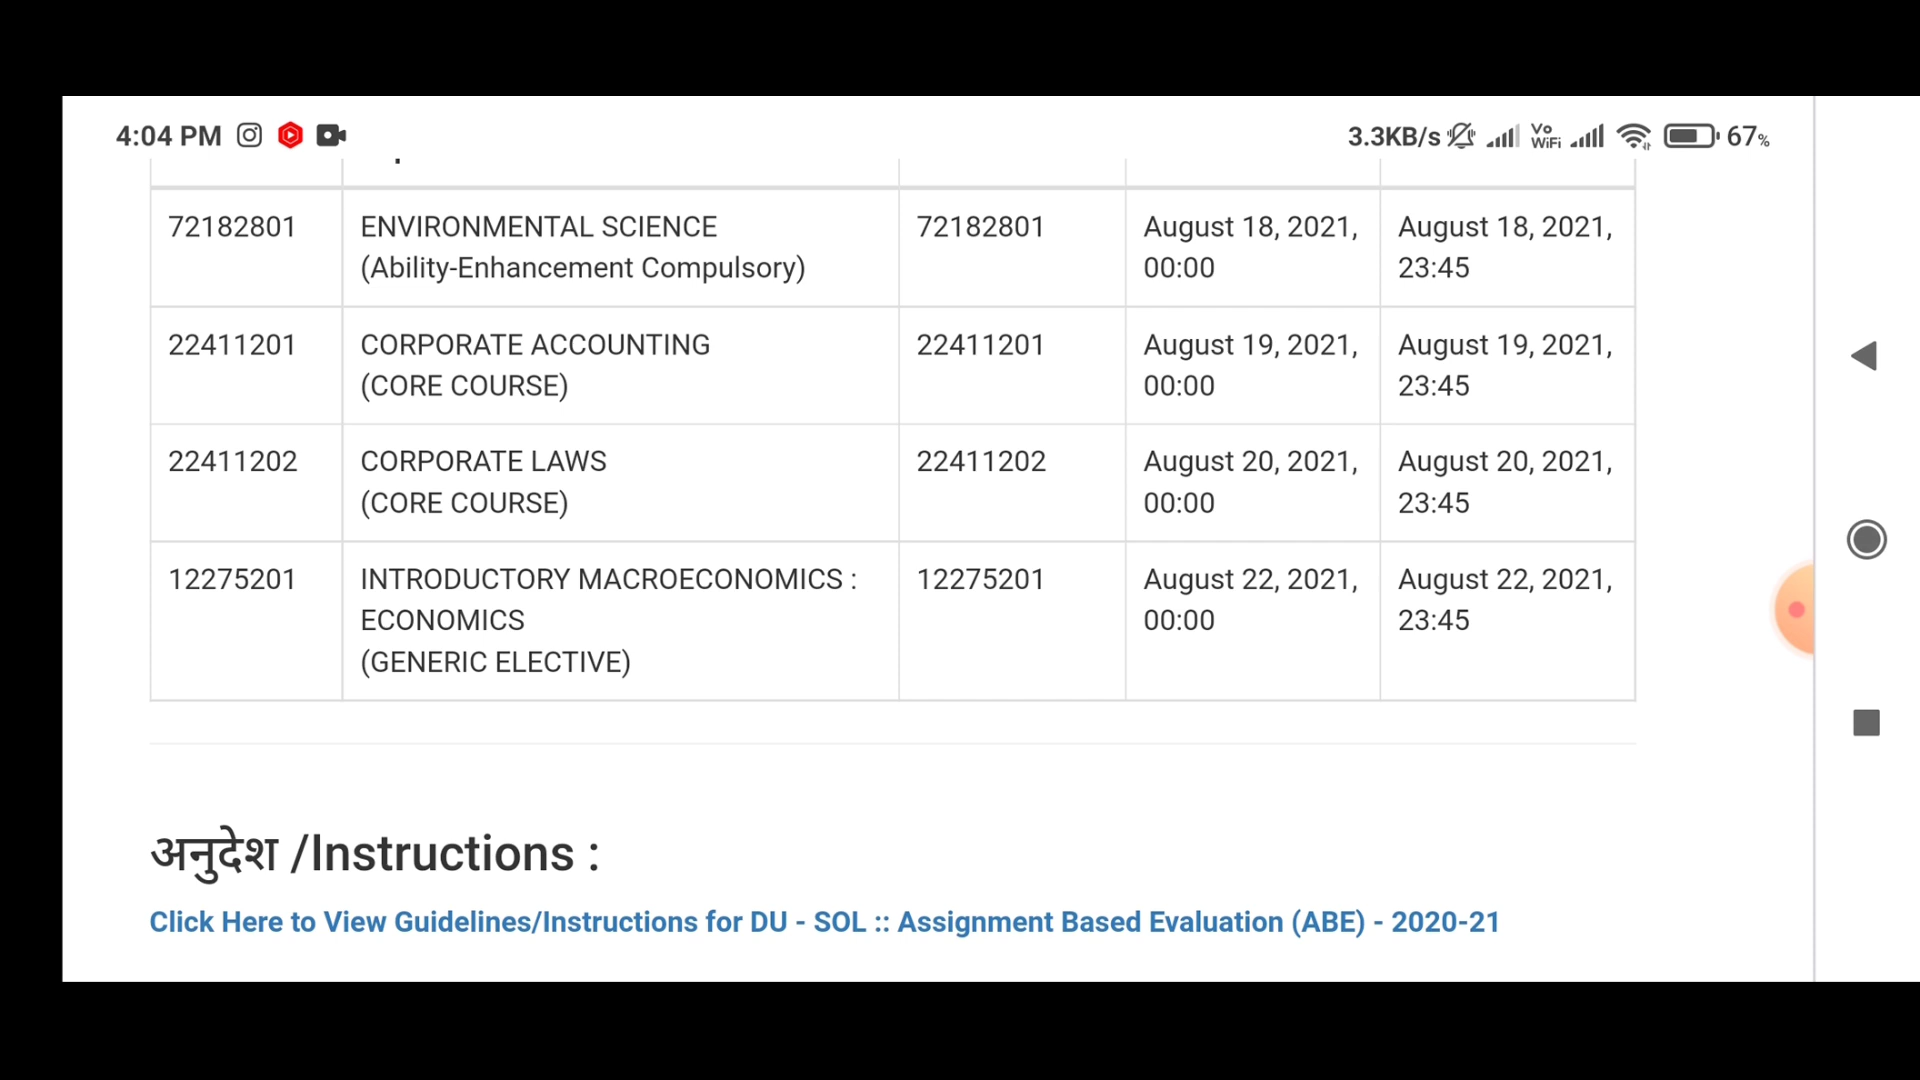 4:04 PM 3.3KB/s Vo WiFi 67%
72182801 ENVIRONMENTAL SCIENCE 72182801 August 18, 2021, August 18, 2021,
(Ability-Enhancement Compulsory) 00:00 23:45
22411201 CORPORATE ACCOUNTING 22411201 August 19, 2021, August 19, 2021,
(CORE COURSE) 00:00 23:45
22411202 CORPORATE LAWS 22411202 August 20, 2021, August 20, 2021,
(CORE COURSE) 00:00 23:45
12275201 INTRODUCTORY MACROECONOMICS : 12275201 August 22, 2021, August 22, 2021,
ECONOMICS 00:00 23:45
(GENERIC ELECTIVE)
अनुदेश /Instructions :
Click Here to View Guidelines/Instructions for DU - SOL :: Assignment Based Evaluation (ABE) - 2020-21